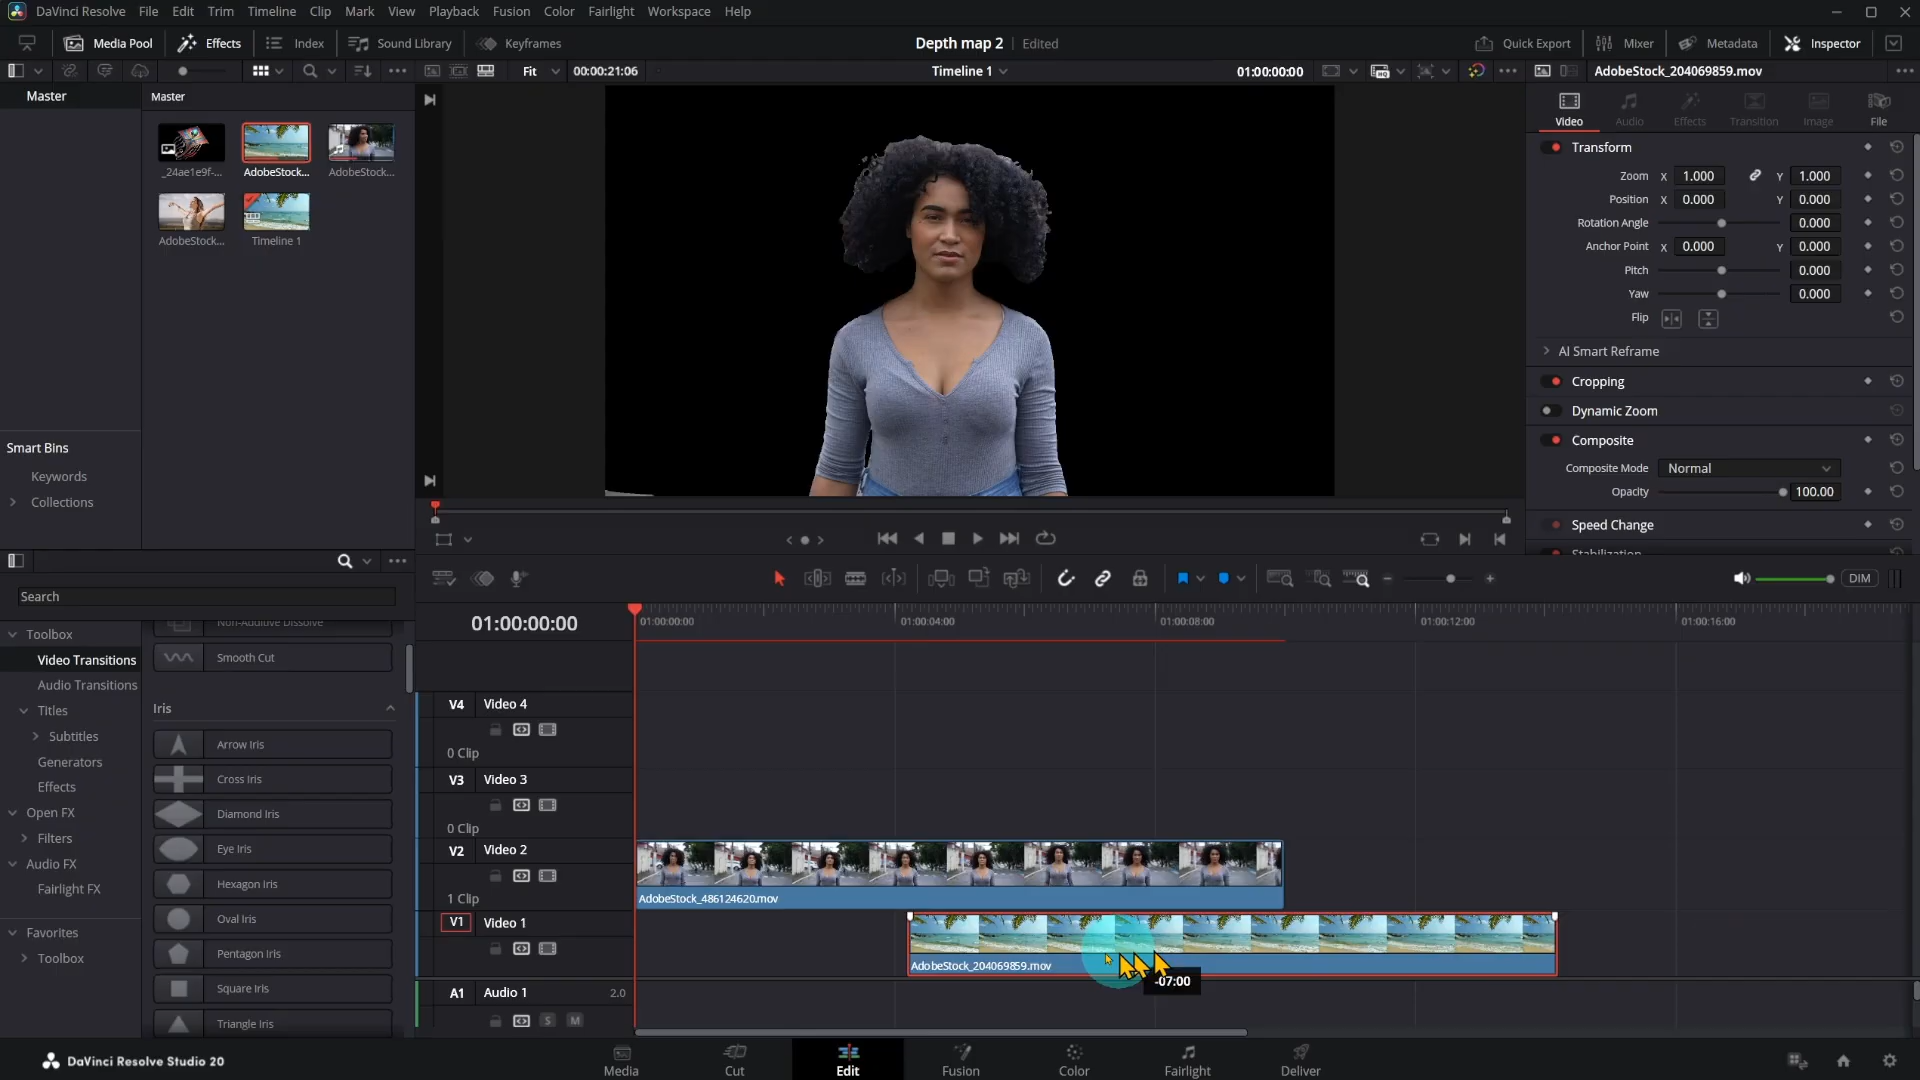 DaVinci Resolve File Edit Trim Timeline Clip Mark View Playback Fusion Color Fairlight Workspace Help
Media Pool Effects Index Sound Library Keyframes Depth map 2 Edited Quick Export Mixer Metadata Inspector
Fit 00:00:21:06 Timeline 1 01:00:00:00 AdobeStock_204069859.mov
Master Master
Video Audio Effects Transition Image File
_24ae1e9f-... AdobeStock... AdobeStock...
AdobeStock... Timeline 1
Transform
Zoom X 1.000 Y 1.000
Position X 0.000 Y 0.000
Rotation Angle 0.000
Anchor Point X 0.000 Y 0.000
Pitch 0.000
Yaw 0.000
Flip
AI Smart Reframe
Cropping
Dynamic Zoom
Composite
Composite Mode Normal
Opacity 100.00
Speed Change
Stabilization
Smart Bins
Keywords
Collections
DIM
Search
Toolbox
Video Transitions
Audio Transitions
Titles
Subtitles
Generators
Effects
Open FX
Filters
Audio FX
Fairlight FX
Favorites
Toolbox
Non-Additive Dissolve
Smooth Cut
Iris
Arrow Iris
Cross Iris
Diamond Iris
Eye Iris
Hexagon Iris
Oval Iris
Pentagon Iris
Square Iris
Triangle Iris
01:00:00:00
01:00:00:00 01:00:04:00 01:00:08:00 01:00:12:00 01:00:16:00
V4 Video 4
0 Clip
V3 Video 3
0 Clip
V2 Video 2
1 Clip
AdobeStock_486124620.mov
V1 Video 1
AdobeStock_204069859.mov
-07:00
A1 Audio 1 2.0
S M
DaVinci Resolve Studio 20
Media Cut Edit Fusion Color Fairlight Deliver